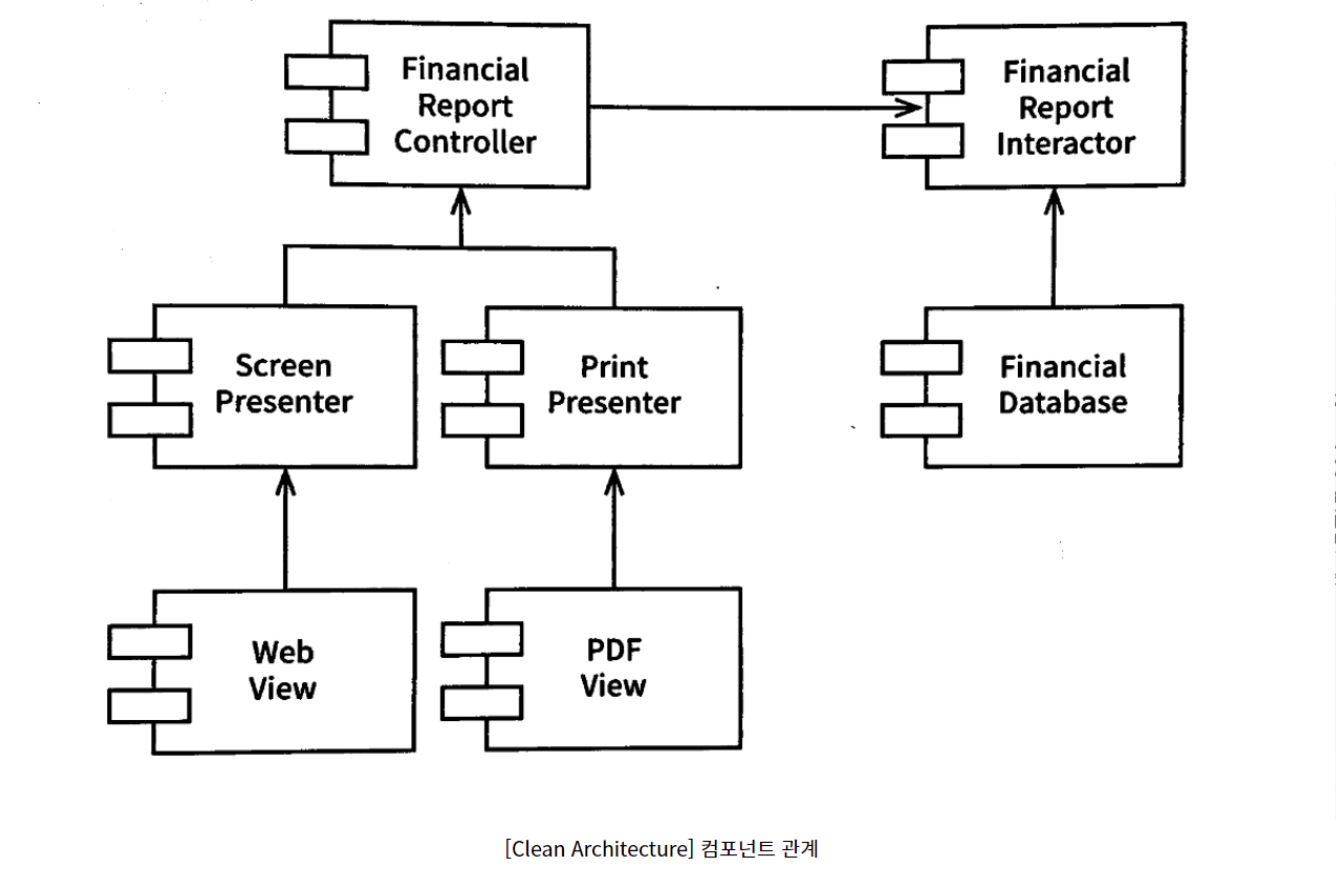 Financial
Report
Controller
Financial
Report
Interactor
Screen
Presenter
Print
Presenter
Financial
Database
Web
View
PDF
View
[Clean Architecture] 컴포넌트 관계